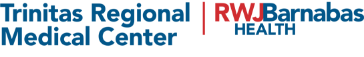 Trinitas Regional
Medical Center
RWJBarnabas
HEALTH